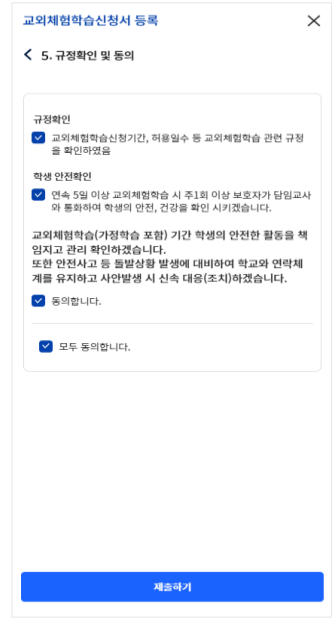 교외체험학습신청서 등록
5. 규정확인 및 동의
규정확인
교외체험학습신청기간, 허용일수 등 교외체험학습 관련 규정
을 확인하였음
학생 안전확인
연속 5일 이상 교외체험학습 시 주1회 이상 보호자가 담임교사
와 통화하여 학생의 안전, 건강을 확인 시키겠습니다.
교외체험학습(가정학습 포함) 기간 학생의 안전한 활동을 책
임지고 관리 확인하겠습니다.
또한 안전사고 등 돌발상황 발생에 대비하여 학교와 연락체
계를 유지하고 사안발생 시 신속 대응(조치)하겠습니다.
동의합니다.
모두 동의합니다.
제출하기